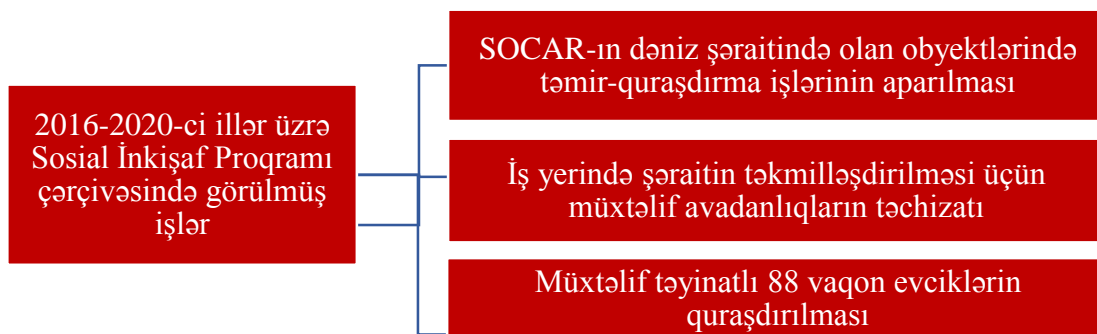 2016-2020-ci illər üzrə
Sosial İnkişaf Proqramı
çərçivəsində görülmüş
işlər
SOCAR-ın dəniz şəraitində olan obyektlərində
təmir-quraşdırma işlərinin aparılması
İş yerində şəraitin təkmilləşdirilməsi üçün
müxtəlif avadanlıqların təchizatı
Müxtəlif təyinatlı 88 vaqon evciklərin
quraşdırılması